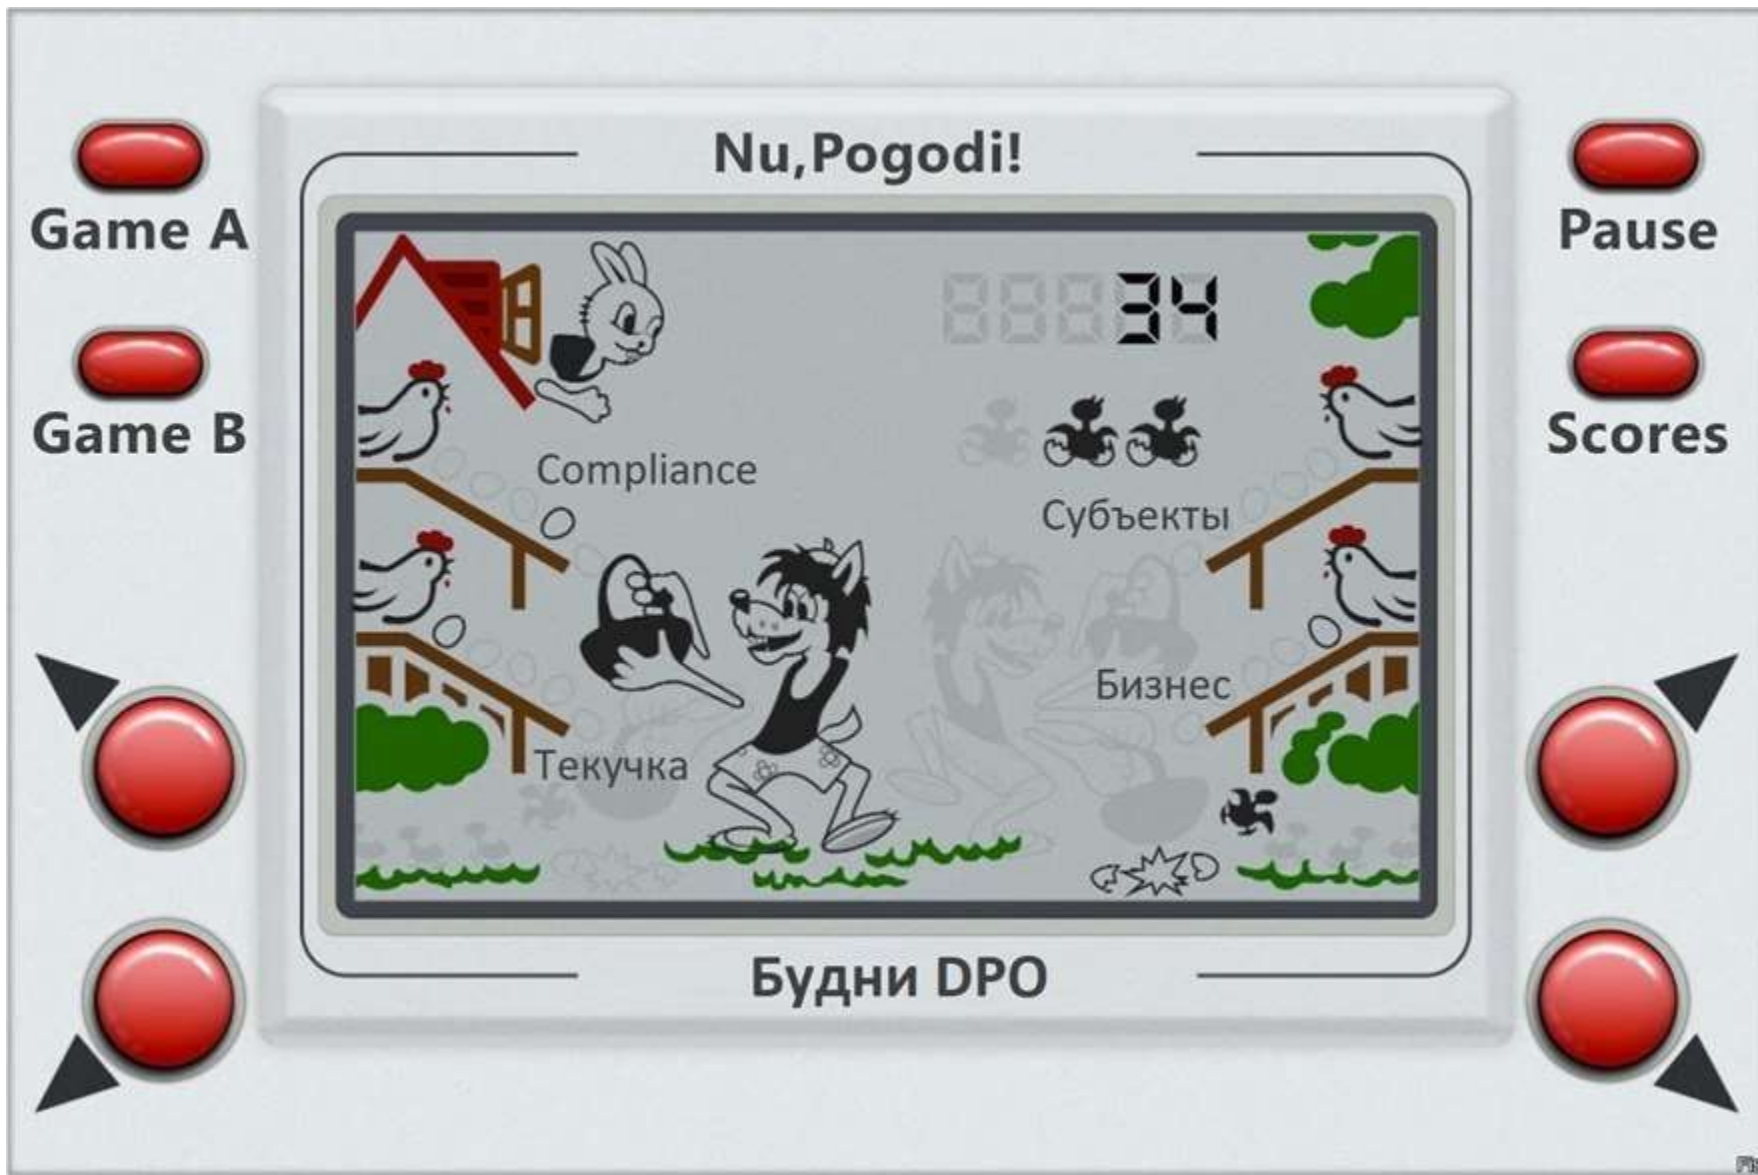 Nu,Pogodi!
Game A
Pause
34
Game B
Scores
Compliance
Субъекты
Бизнес
Текучка
Будни DPO